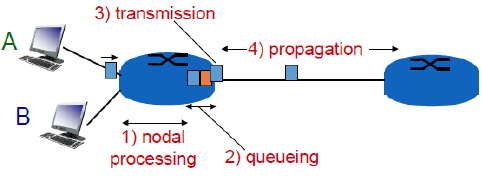 3) transmission
A
4) propagation
B
1) nodal
processing
2) queueing